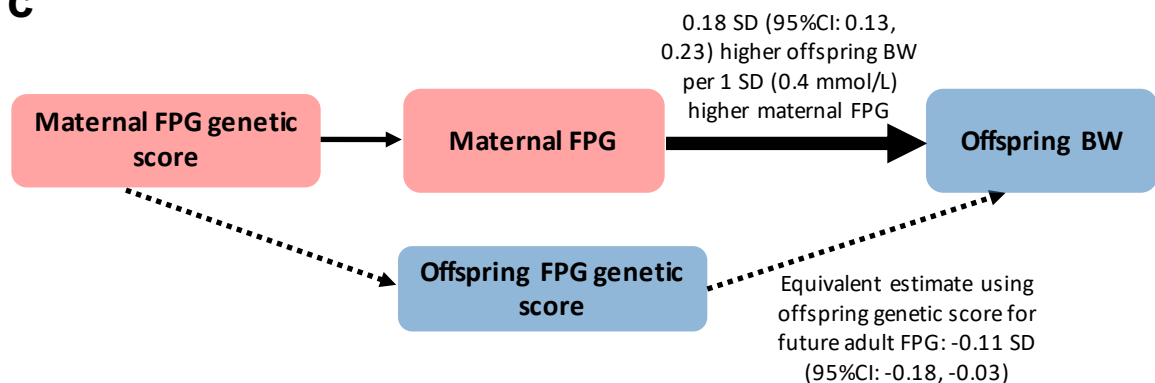 c
0.18 SD (95%CI: 0.13,
0.23) higher offspring BW
per 1 SD (0.4 mmol/L)
higher maternal FPG
Maternal FPG genetic
score
Maternal FPG
Offspring BW
Offspring FPG genetic
score
Equivalent estimate using
offspring genetic score for
future adult FPG: -0.11 SD
(95%CI: -0.18, -0.03)